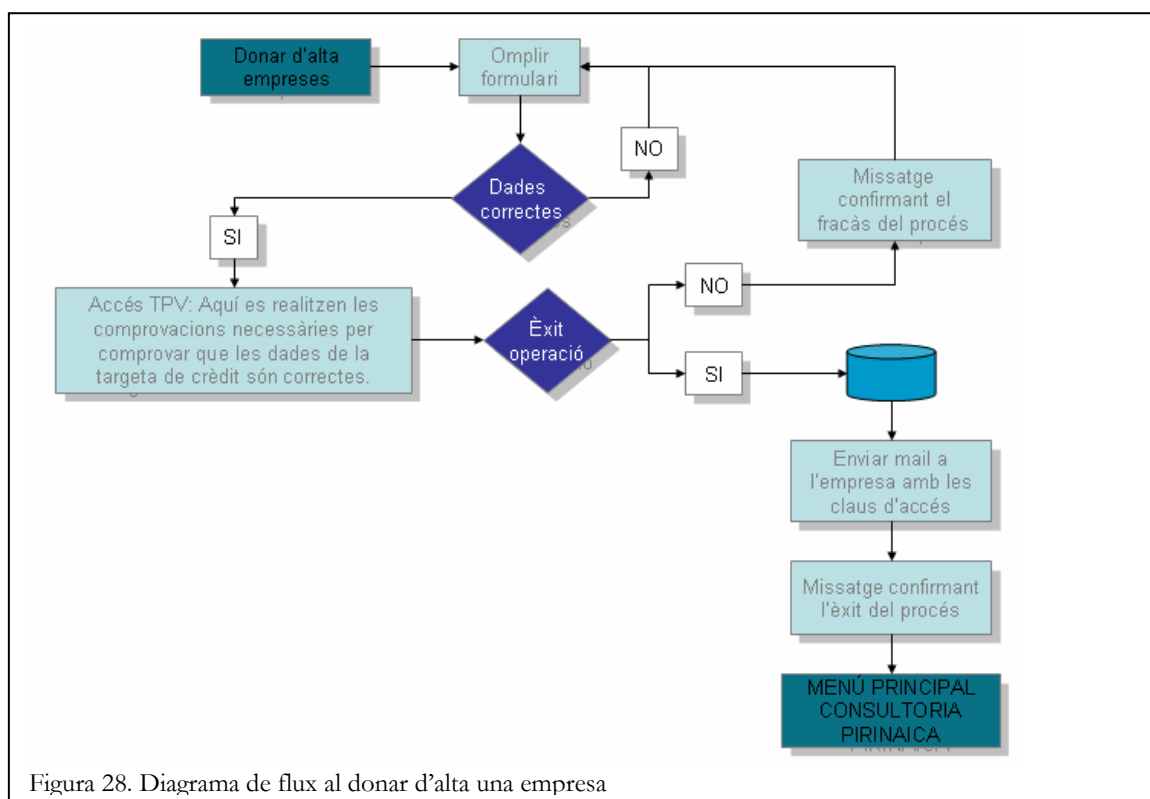 Donar d'alta
empreses
Omplir
formulari
NO
Dades
correctes
SI
Missatge
confirmant el
fracàs del procés
Accés TPV: Aquí es realitzen les
comprovacions necessàries per
comprovar que les dades de la
targeta de crèdit són correctes.
Èxit
operació
NO
SI
Enviar mail a
l'empresa amb les
claus d'accés
Missatge confirmant
l'èxit del procés
MENÚ PRINCIPAL
CONSULTORIA
PIRINAICA
Figura 28. Diagrama de flux al donar d’alta una empresa